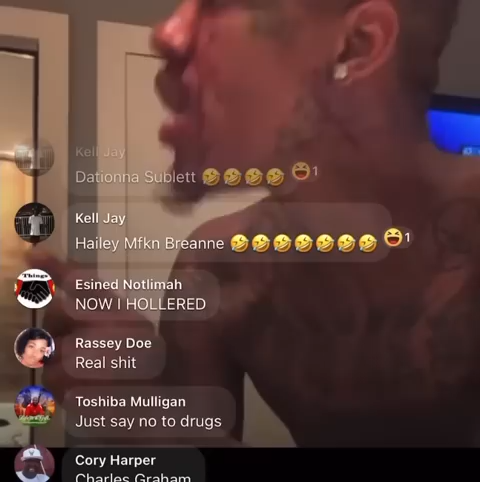 Kell Jay
Dationna Sublett 🤣🤣🤣🤣 😆1
Kell Jay
Hailey Mfkn Breanne 🤣🤣🤣🤣🤣🤣🤣 😆1
Things
Esined Notlimah
NOW I HOLLERED
Rassey Doe
Real shit
Toshiba Mulligan
Just say no to drugs
Cory Harper
Charles Graham